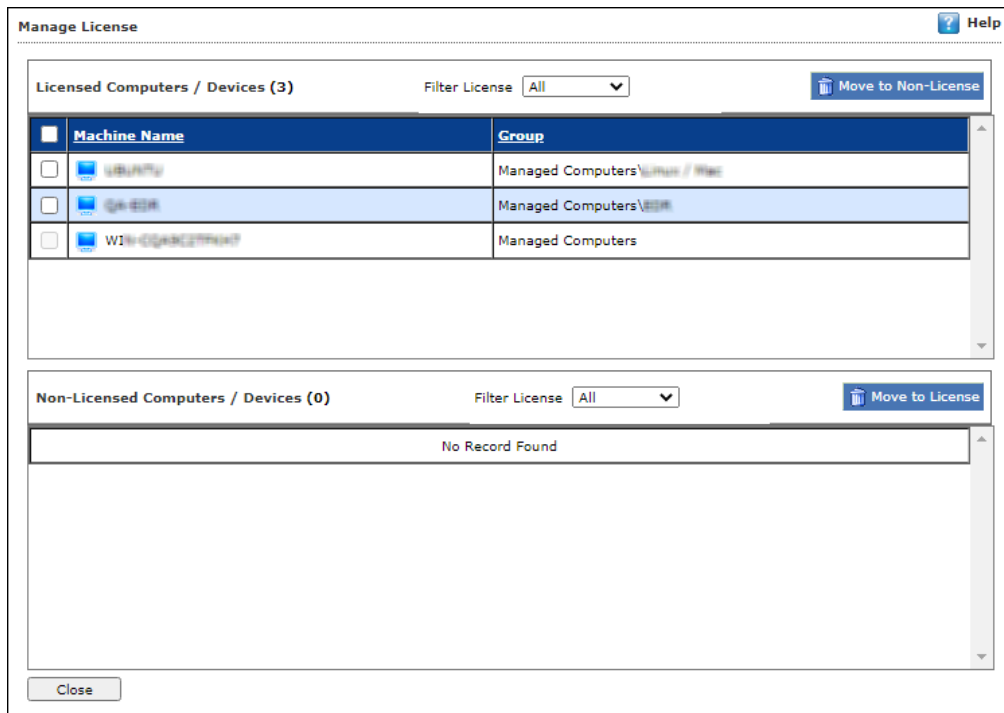 Manage License
Help
Licensed Computers / Devices (3)
Filter License
All
Move to Non-License
Machine Name
Group
Managed Computers\
Managed Computers\
Managed Computers
Non-Licensed Computers / Devices (0)
Filter License
All
Move to License
No Record Found
Close